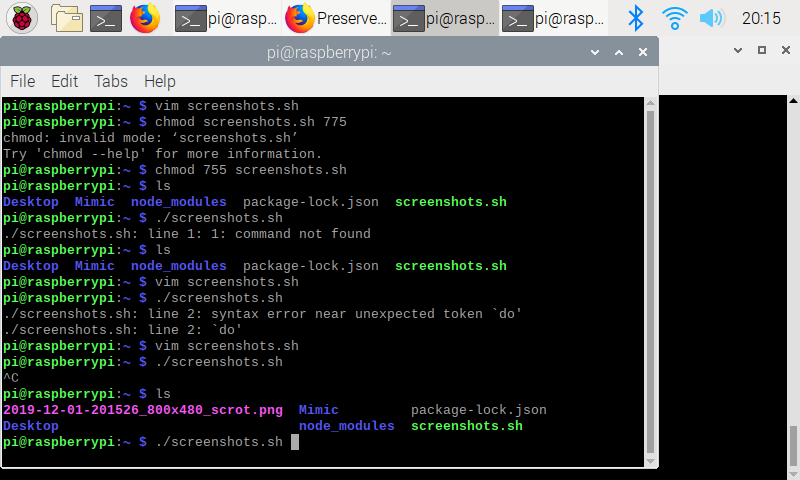 pi@rasp... Preserve... pi@rasp... pi@rasp... 20:15
pi@raspberrypi: ~
File Edit Tabs Help
pi@raspberrypi:~ $ vim screenshots.sh
pi@raspberrypi:~ $ chmod screenshots.sh 775
chmod: invalid mode: ‘screenshots.sh’
Try 'chmod --help' for more information.
pi@raspberrypi:~ $ chmod 755 screenshots.sh
pi@raspberrypi:~ $ ls
Desktop Mimic node_modules package-lock.json screenshots.sh
pi@raspberrypi:~ $ ./screenshots.sh
./screenshots.sh: line 1: 1: command not found
pi@raspberrypi:~ $ ls
Desktop Mimic node_modules package-lock.json screenshots.sh
pi@raspberrypi:~ $ vim screenshots.sh
pi@raspberrypi:~ $ ./screenshots.sh
./screenshots.sh: line 2: syntax error near unexpected token `do'
./screenshots.sh: line 2: `do'
pi@raspberrypi:~ $ vim screenshots.sh
pi@raspberrypi:~ $ ./screenshots.sh
^C
pi@raspberrypi:~ $ ls
2019-12-01-201526_800x480_scrot.png Mimic package-lock.json
Desktop node_modules screenshots.sh
pi@raspberrypi:~ $ ./screenshots.sh